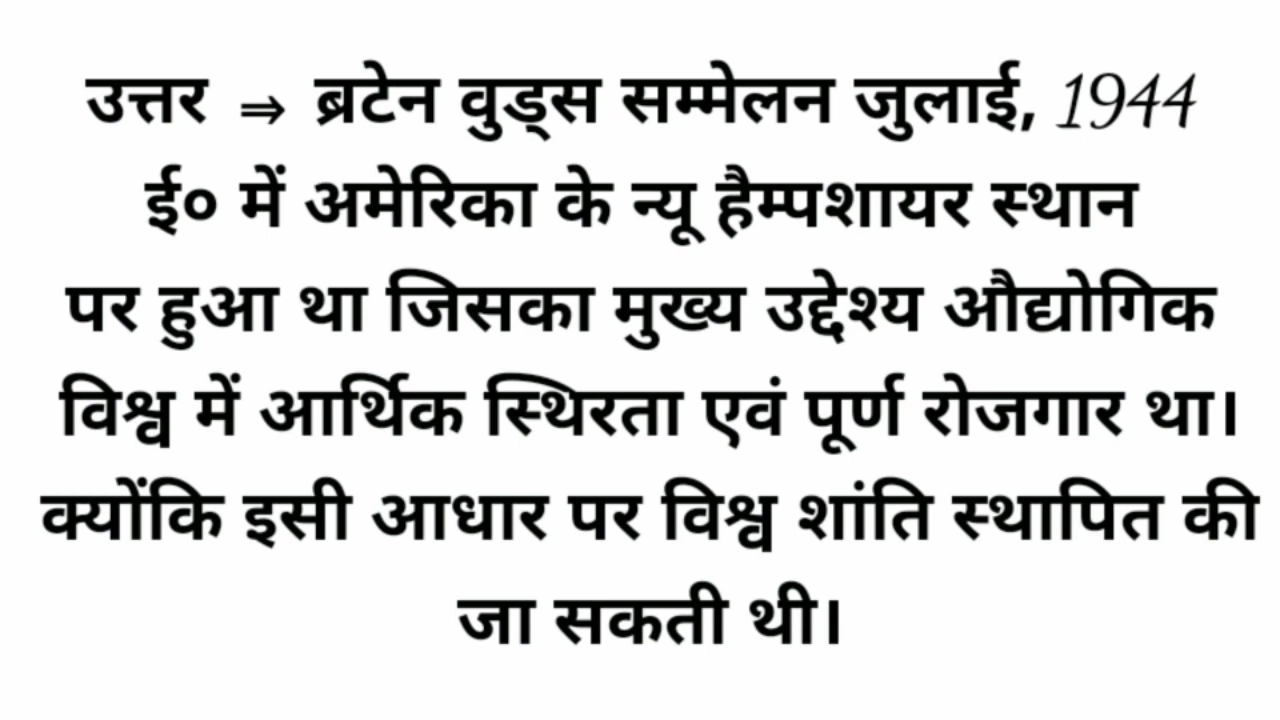 उत्तर ⇒ ब्रटेन वुड्स सम्मेलन जुलाई, 1944
ई० में अमेरिका के न्यू हैम्पशायर स्थान
पर हुआ था जिसका मुख्य उद्देश्य औद्योगिक
विश्व में आर्थिक स्थिरता एवं पूर्ण रोजगार था।
क्योंकि इसी आधार पर विश्व शांति स्थापित की
जा सकती थी।